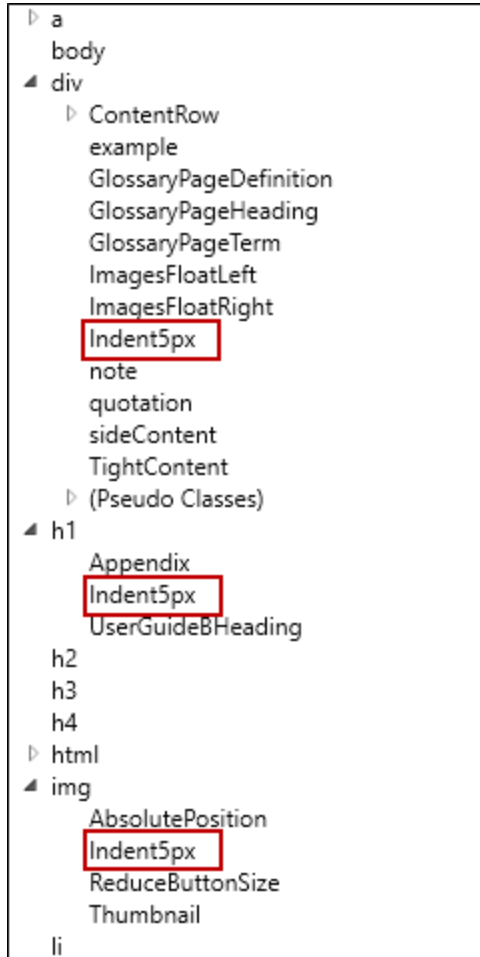 a
body
div
ContentRow
example
GlossaryPageDefinition
GlossaryPageHeading
GlossaryPageTerm
ImagesFloatLeft
ImagesFloatRight
Indent5px
note
quotation
sideContent
TightContent
(Pseudo Classes)
h1
Appendix
Indent5px
UserGuideBHeading
h2
h3
h4
html
img
AbsolutePosition
Indent5px
ReduceButtonSize
Thumbnail
li